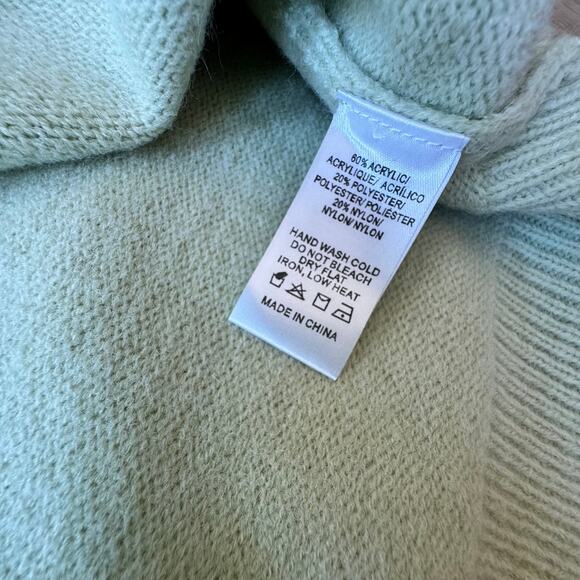 60% ACRYLIC/
ACRYLIQUE/ ACRÍLICO
20% POLYESTER/
POLYESTER/ POLIÉSTER
20% NYLON/
NYLON/ NYLON
HAND WASH COLD
DO NOT BLEACH
DRY FLAT
IRON, LOW HEAT
MADE IN CHINA